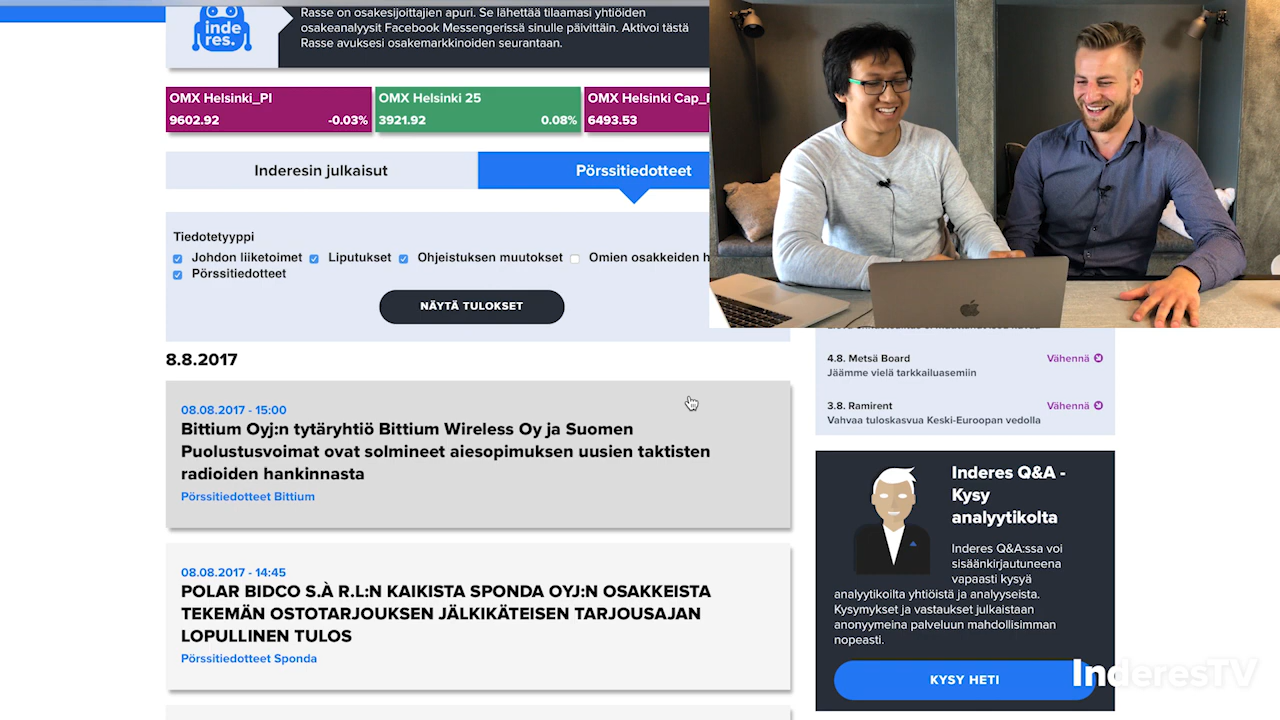 inde
res.
Rasse on osakesijoittajien apuri. Se lähettää tilaamasi yhtiöiden
osakeanalyysit Facebook Messengerissä sinulle päivittäin. Aktivoi tästä
Rasse avuksesi osakemarkkinoiden seurantaan.
OMX Helsinki_PI
9602.92 -0.03%
OMX Helsinki 25
3921.92 0.08%
OMX Helsinki Cap_
6493.53
Inderesin julkaisut
Pörssitiedotteet
Tiedotetyyppi
Johdon liiketoimet Liputukset Ohjeistuksen muutokset Omien osakkeiden h
Pörssitiedotteet
NÄYTÄ TULOKSET
8.8.2017
08.08.2017 - 15:00
Bittium Oyj:n tytäryhtiö Bittium Wireless Oy ja Suomen
Puolustusvoimat ovat solmineet aiesopimuksen uusien taktisten
radioiden hankinnasta
Pörssitiedotteet Bittium
08.08.2017 - 14:45
POLAR BIDCO S.À R.L:N KAIKISTA SPONDA OYJ:N OSAKKEISTA
TEKEMÄN OSTOTARJOUKSEN JÄLKIKÄTEISEN TARJOUSAJAN
LOPULLINEN TULOS
Pörssitiedotteet Sponda
4.8. Metsä Board Vähennä
Jäämme vielä tarkkailuasemiin
3.8. Ramirent Vähennä
Vahvaa tuloskasvua Keski-Euroopan vedolla
Inderes Q&A -
Kysy
analyytikolta
Inderes Q&A:ssa voi
sisäänkirjautuneena
vapaasti kysyä
analyytikoilta yhtiöistä ja analyyseista.
Kysymykset ja vastaukset julkaistaan
anonyymeina palveluun mahdollisimman
nopeasti.
KYSY HETI
InderesTV